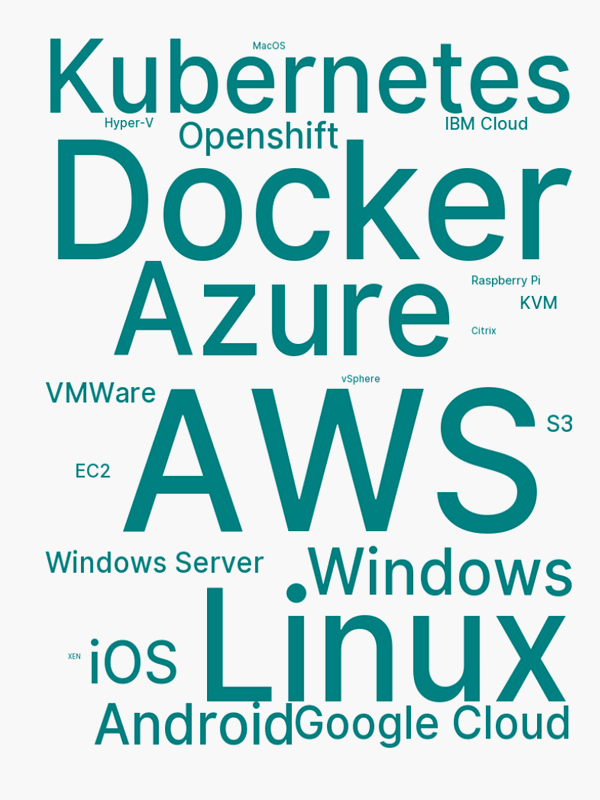 MacOS
Kubernetes
Hyper-V
Openshift
IBM Cloud
Docker
Azure
Raspberry Pi
KVM
Citrix
vSphere
VMWare
AWS
S3
EC2
Windows Server
Windows
Linux
XEN
iOS
Android
Google Cloud